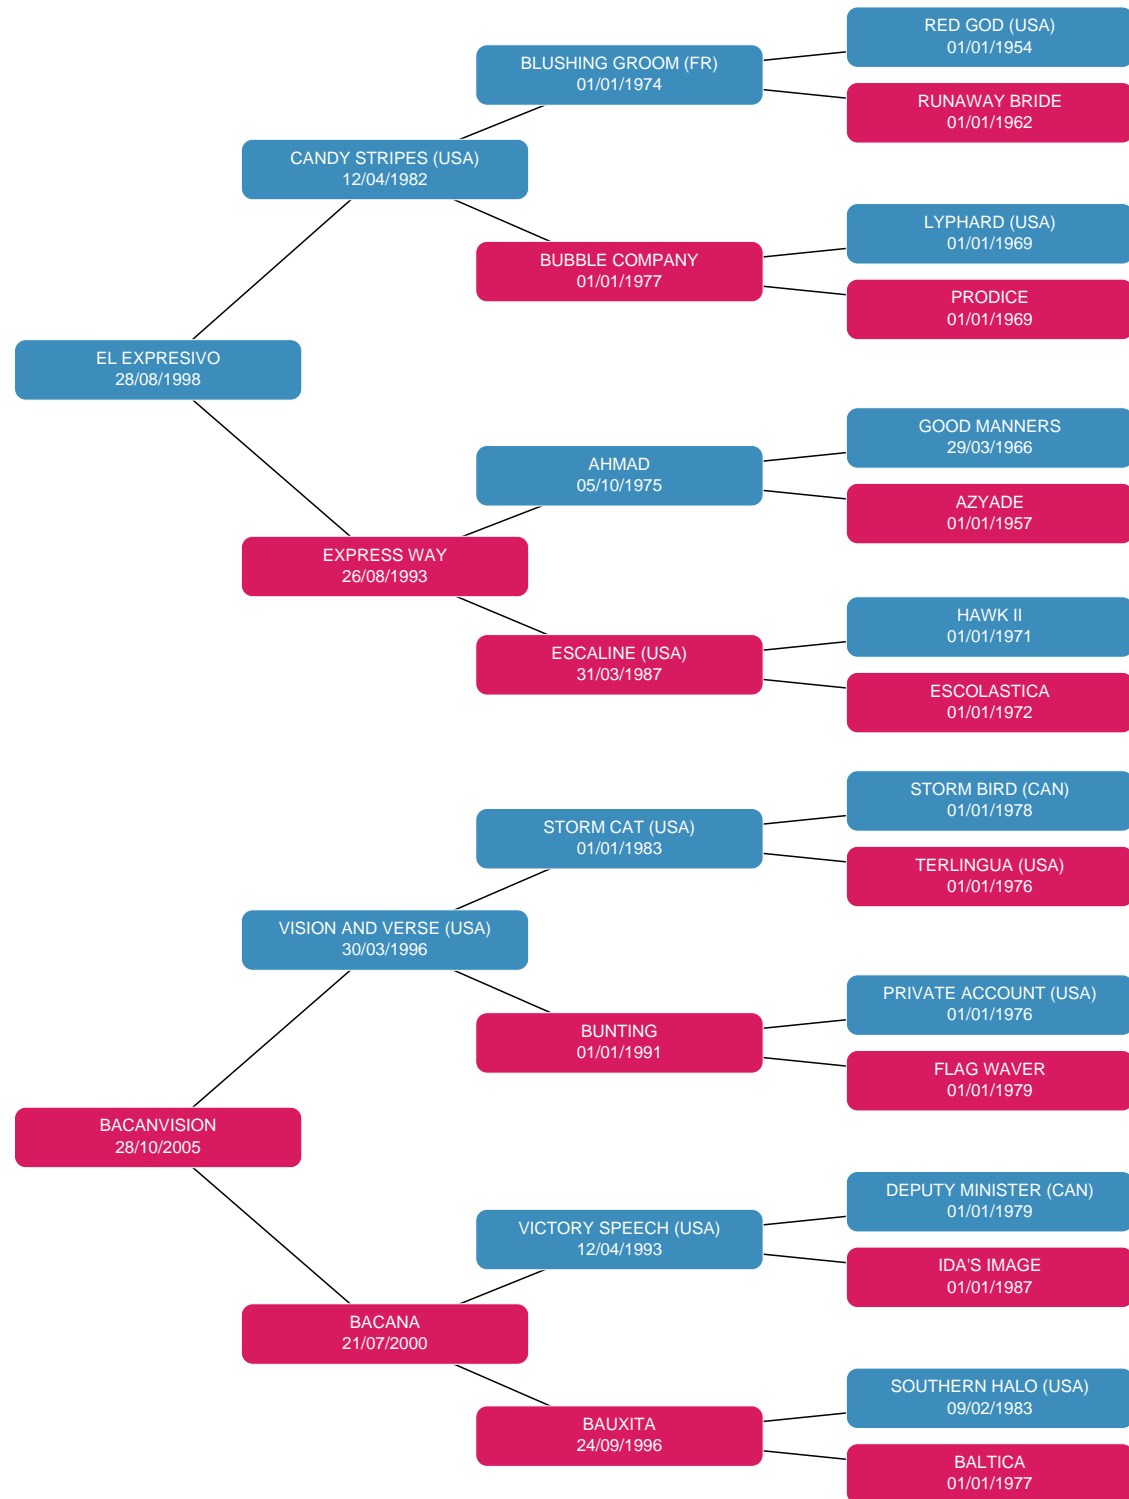 RED GOD (USA)
01/01/1954
BLUSHING GROOM (FR)
01/01/1974
RUNAWAY BRIDE
01/01/1962
CANDY STRIPES (USA)
12/04/1982
LYPHARD (USA)
01/01/1969
BUBBLE COMPANY
01/01/1977
PRODICE
01/01/1969
EL EXPRESIVO
28/08/1998
GOOD MANNERS
29/03/1966
AHMAD
05/10/1975
AZYADE
01/01/1957
EXPRESS WAY
26/08/1993
HAWK II
01/01/1971
ESCALINE (USA)
31/03/1987
ESCOLASTICA
01/01/1972
STORM BIRD (CAN)
01/01/1978
STORM CAT (USA)
01/01/1983
TERLINGUA (USA)
01/01/1976
VISION AND VERSE (USA)
30/03/1996
PRIVATE ACCOUNT (USA)
01/01/1976
BUNTING
01/01/1991
FLAG WAVER
01/01/1979
BACANVISION
28/10/2005
DEPUTY MINISTER (CAN)
01/01/1979
VICTORY SPEECH (USA)
12/04/1993
IDA'S IMAGE
01/01/1987
BACANA
21/07/2000
SOUTHERN HALO (USA)
09/02/1983
BAUXITA
24/09/1996
BALTICA
01/01/1977